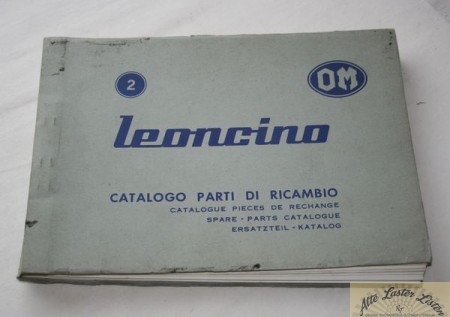 2
OM
leoncino
CATALOGO PARTI DI RICAMBIO
CATALOGUE PIECES DE RECHANGE
SPARE - PARTS CATALOGUE
ERSATZTEIL - KATALOG
Alte Laster Listen